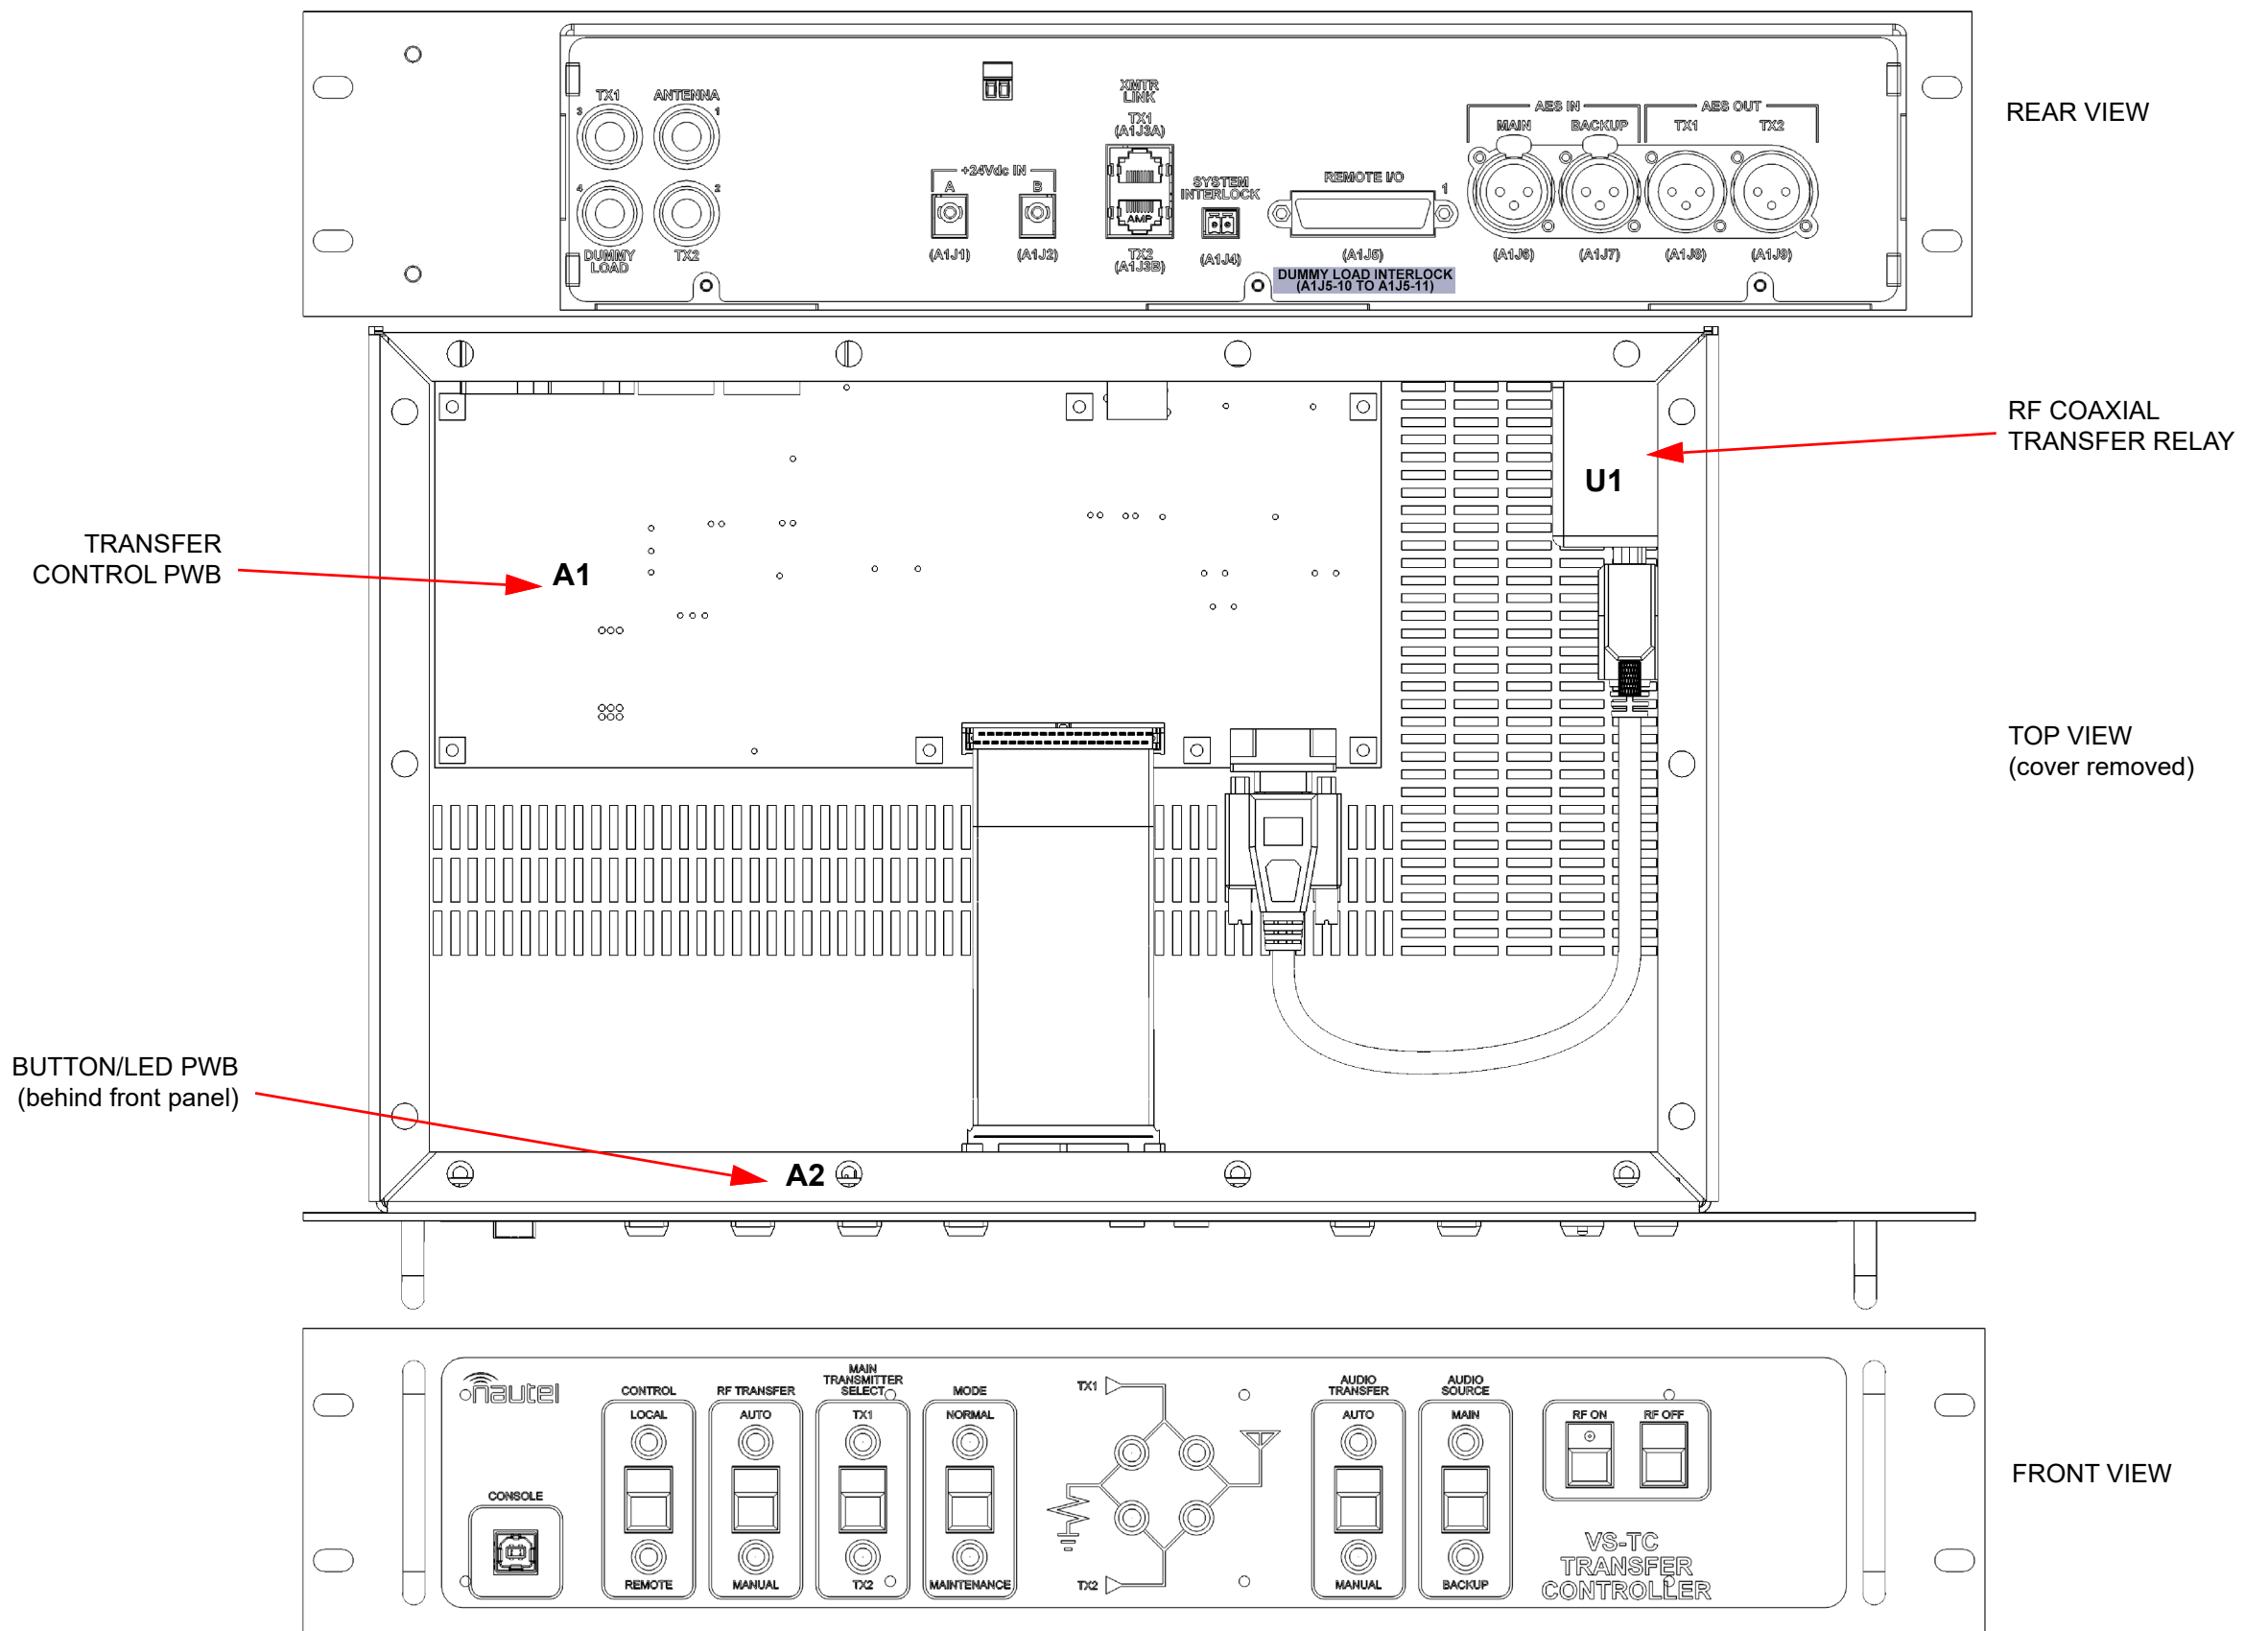 TX1
ANTENNA
3
1
4
2
DUMMY
LOAD
TX2
+24Vdc IN
A
B
(A1J1)
(A1J2)
XMTR
LINK
TX1
(A1J3A)
AMP
TX2
(A1J3B)
SYSTEM
INTERLOCK
(A1J4)
REMOTE I/O
1
(A1J5)
DUMMY LOAD INTERLOCK
(A1J5-10 TO A1J5-11)
AES IN
AES OUT
MAIN
BACKUP
TX1
TX2
(A1J6)
(A1J7)
(A1J8)
(A1J9)
REAR VIEW
RF COAXIAL
TRANSFER RELAY
U1
TRANSFER
CONTROL PWB
A1
TOP VIEW
(cover removed)
BUTTON/LED PWB
(behind front panel)
A2
nautel
CONSOLE
CONTROL
LOCAL
REMOTE
RF TRANSFER
AUTO
MANUAL
MAIN
TRANSMITTER
SELECT
TX1
TX2
MODE
NORMAL
MAINTENANCE
TX1
TX2
AUDIO
TRANSFER
AUTO
MANUAL
AUDIO
SOURCE
MAIN
BACKUP
RF ON
RF OFF
VS-TC
TRANSFER
CONTROLLER
FRONT VIEW